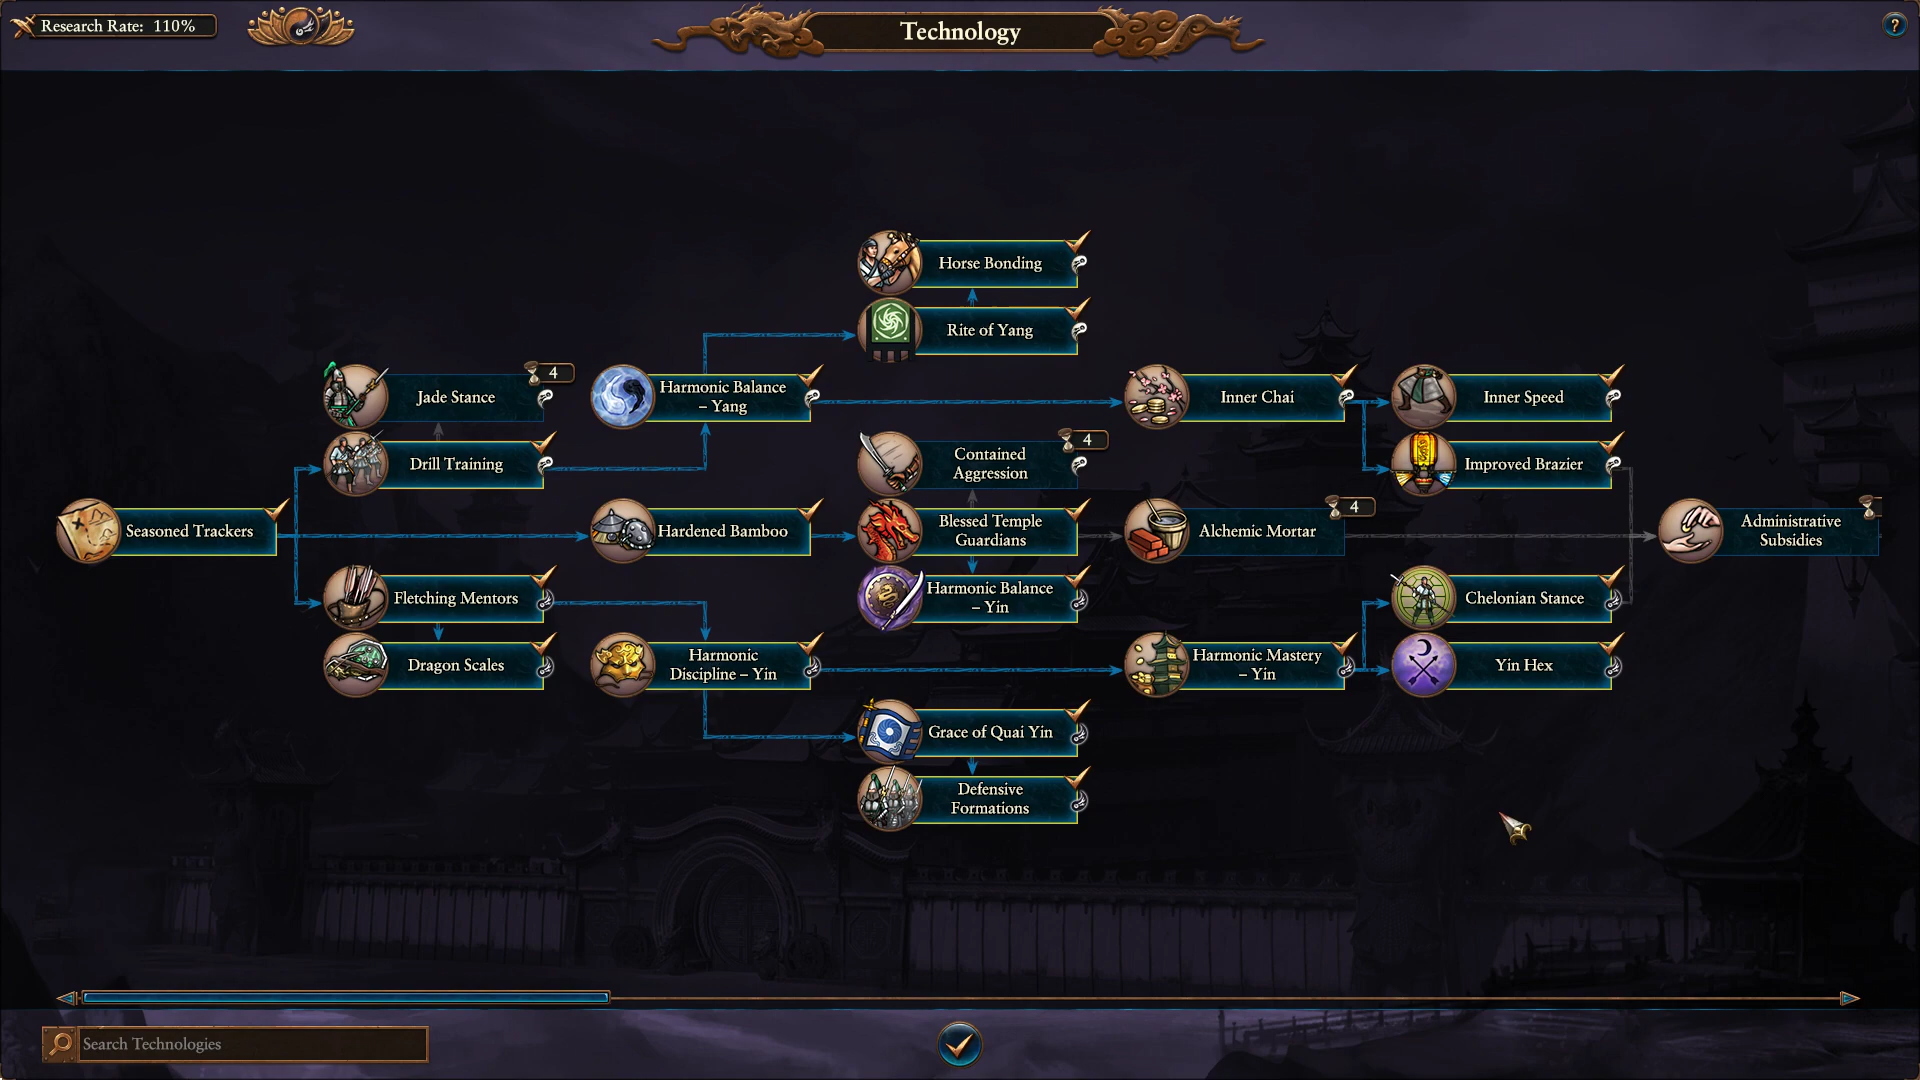 Research Rate: 110%
Technology
?
Horse Bonding
Rite of Yang
4
Jade Stance
Harmonic Balance
– Yang
Inner Chai
Inner Speed
Drill Training
4
Contained
Aggression
Improved Brazier
Seasoned Trackers
Hardened Bamboo
Blessed Temple
Guardians
4
Alchemic Mortar
Administrative
Subsidies
Fletching Mentors
Harmonic Balance
– Yin
Chelonian Stance
Dragon Scales
Harmonic
Discipline – Yin
Harmonic Mastery
– Yin
Yin Hex
Grace of Quai Yin
Defensive
Formations
Search Technologies